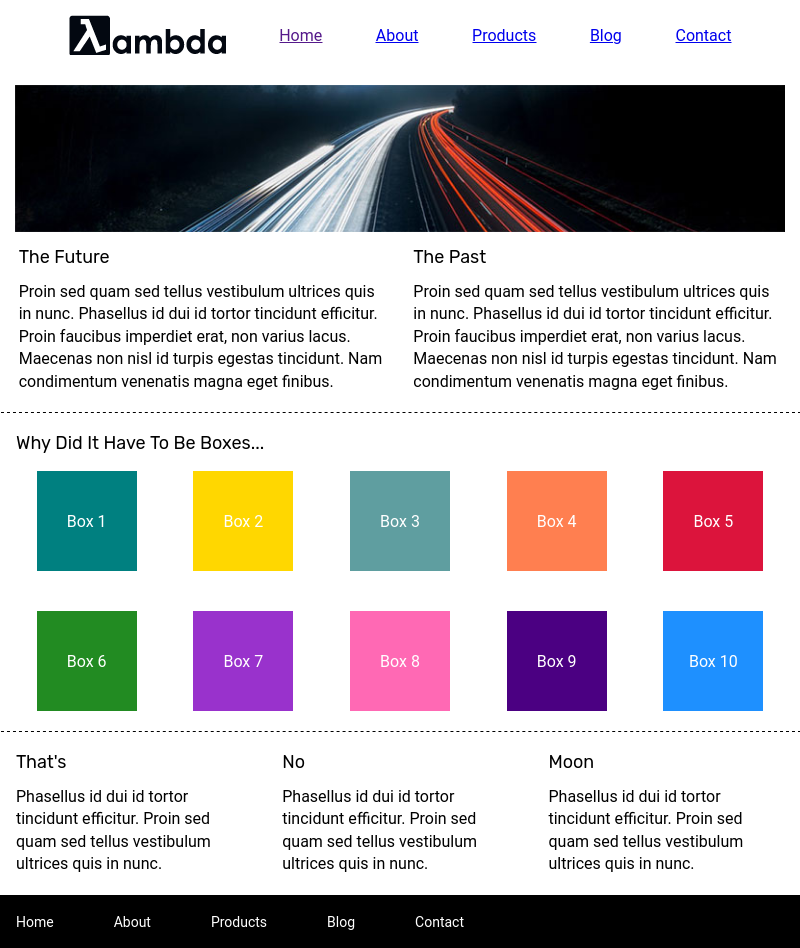 λambda Home About Products Blog Contact
The Future
Proin sed quam sed tellus vestibulum ultrices quis
in nunc. Phasellus id dui id tortor tincidunt efficitur.
Proin faucibus imperdiet erat, non varius lacus.
Maecenas non nisl id turpis egestas tincidunt. Nam
condimentum venenatis magna eget finibus.
The Past
Proin sed quam sed tellus vestibulum ultrices quis
in nunc. Phasellus id dui id tortor tincidunt efficitur.
Proin faucibus imperdiet erat, non varius lacus.
Maecenas non nisl id turpis egestas tincidunt. Nam
condimentum venenatis magna eget finibus.
Why Did It Have To Be Boxes...
Box 1 Box 2 Box 3 Box 4 Box 5
Box 6 Box 7 Box 8 Box 9 Box 10
That's
Phasellus id dui id tortor
tincidunt efficitur. Proin sed
quam sed tellus vestibulum
ultrices quis in nunc.
No
Phasellus id dui id tortor
tincidunt efficitur. Proin sed
quam sed tellus vestibulum
ultrices quis in nunc.
Moon
Phasellus id dui id tortor
tincidunt efficitur. Proin sed
quam sed tellus vestibulum
ultrices quis in nunc.
Home About Products Blog Contact